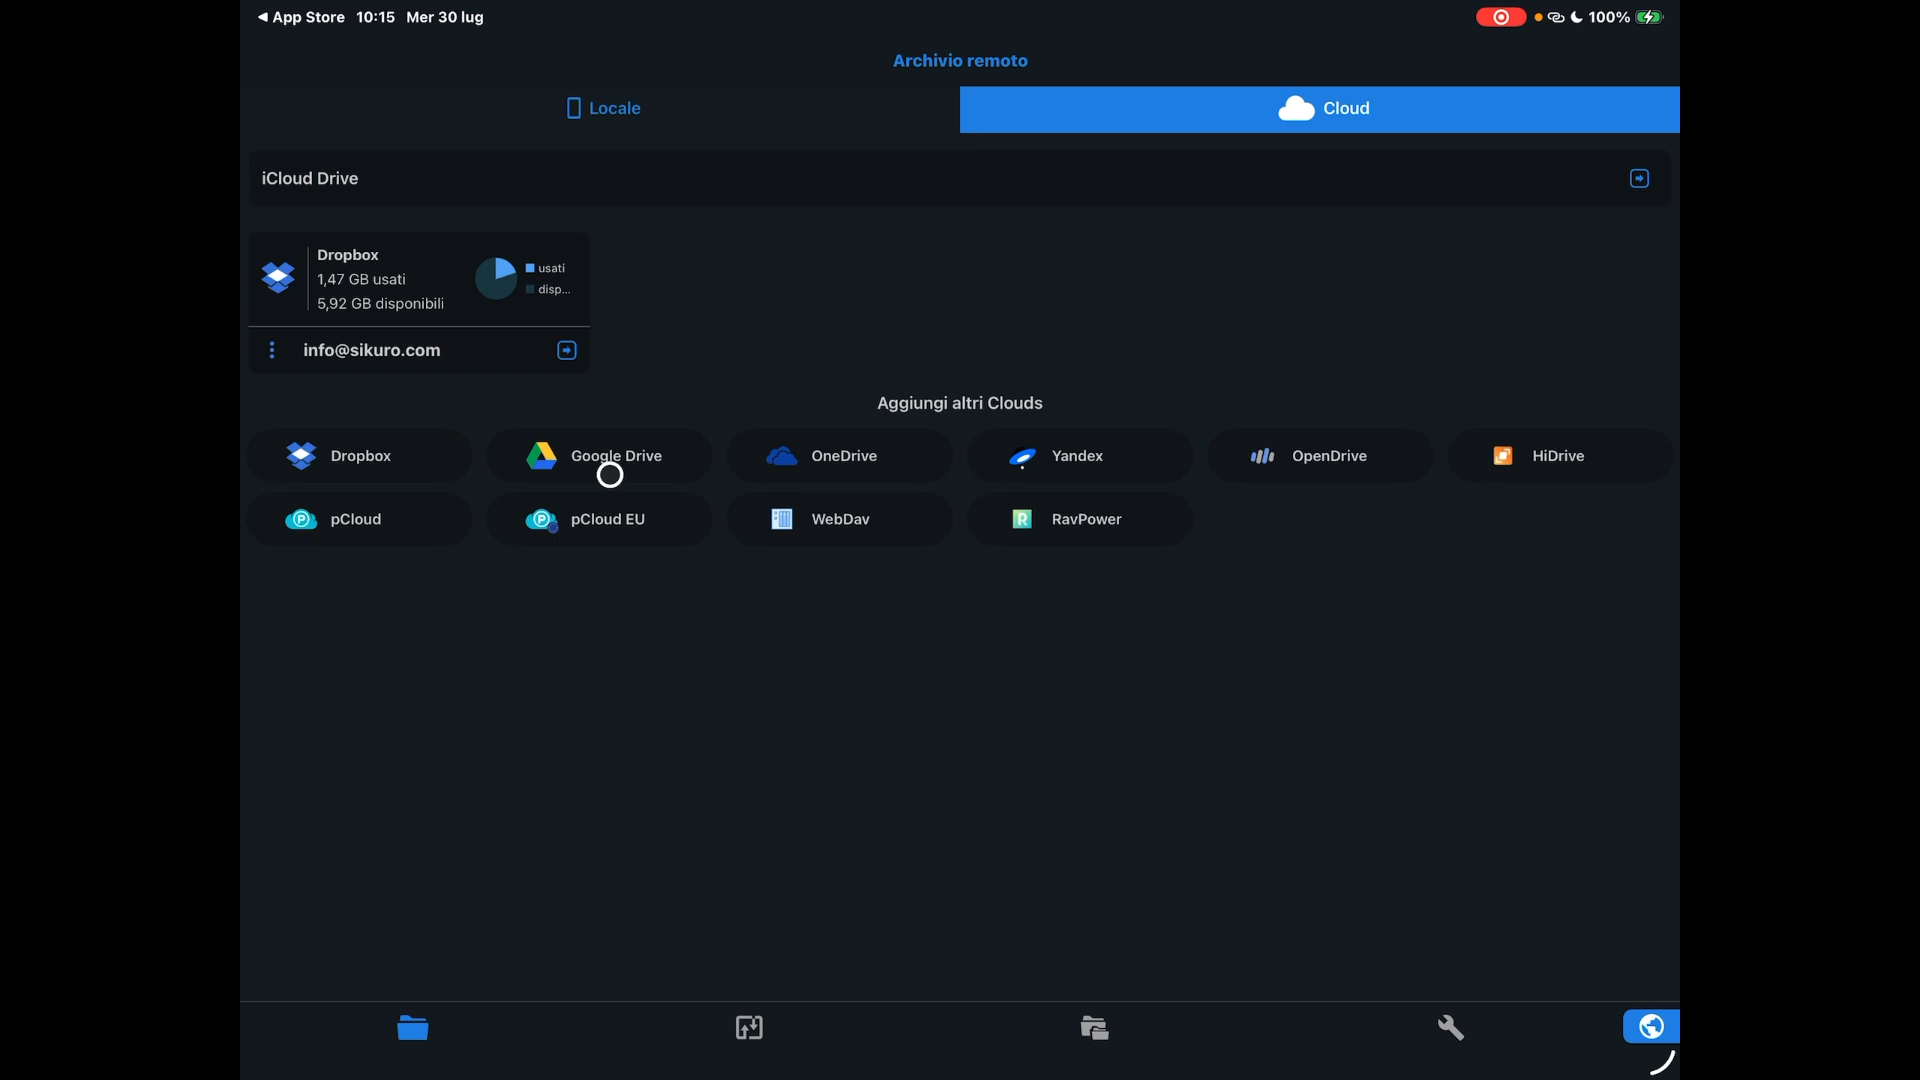 App Store 10:15 Mer 30 lug 100%
Archivio remoto
Locale
Cloud
iCloud Drive
Dropbox
1,47 GB usati
5,92 GB disponibili
usati
disp...
info@sikuro.com
Aggiungi altri Clouds
Dropbox
Google Drive
OneDrive
Yandex
OpenDrive
HiDrive
pCloud
pCloud EU
WebDav
RavPower